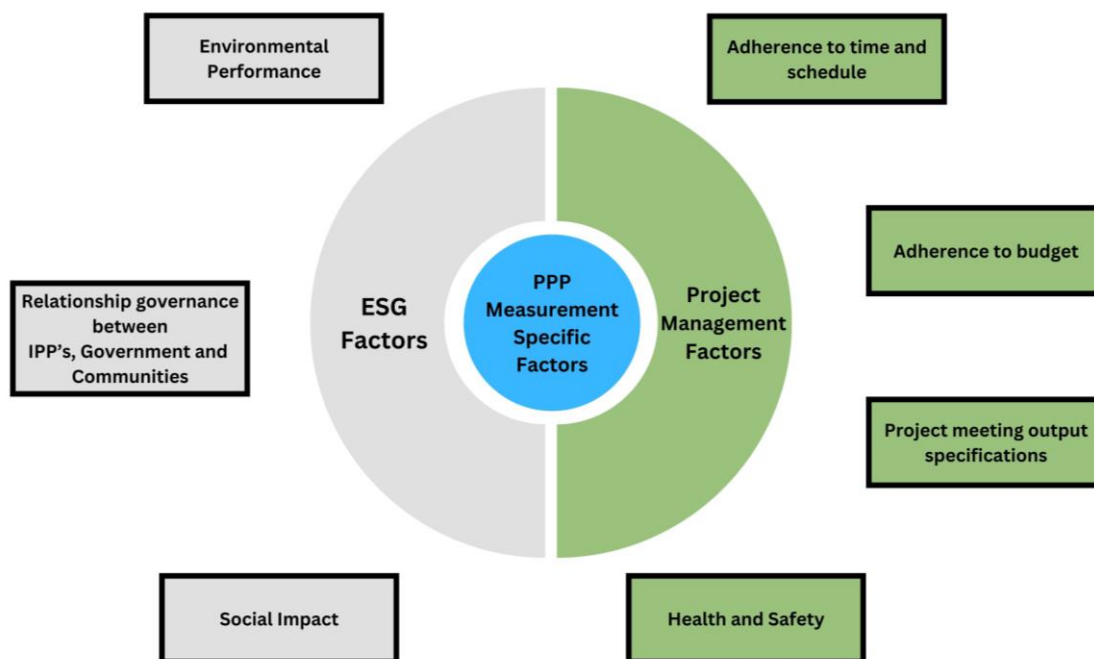 Environmental
Performance
Adherence to time and
schedule
Adherence to budget
Relationship governance
between
IPP's, Government and
Communities
ESG
Factors
PPP
Measurement
Specific
Factors
Project
Management
Factors
Project meeting output
specifications
Social Impact
Health and Safety